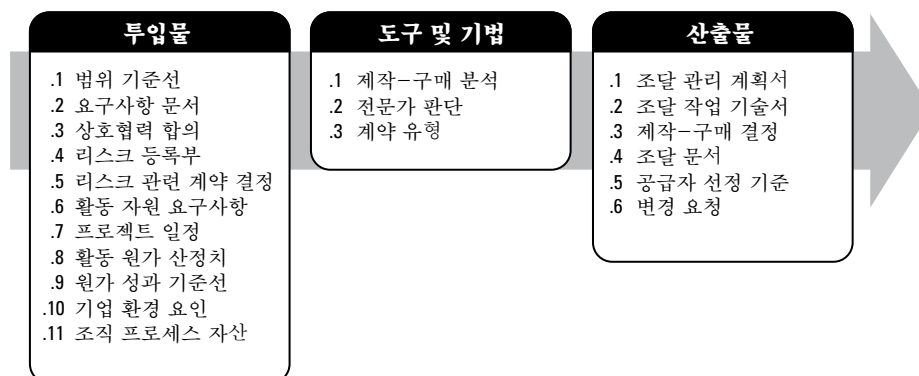 투입물
.1 범위 기준선
.2 요구사항 문서
.3 상호협력 합의
.4 리스크 등록부
.5 리스크 관련 계약 결정
.6 활동 자원 요구사항
.7 프로젝트 일정
.8 활동 원가 산정치
.9 원가 성과 기준선
.10 기업 환경 요인
.11 조직 프로세스 자산
도구 및 기법
.1 제작-구매 분석
.2 전문가 판단
.3 계약 유형
산출물
.1 조달 관리 계획서
.2 조달 작업 기술서
.3 제작-구매 결정
.4 조달 문서
.5 공급자 선정 기준
.6 변경 요청